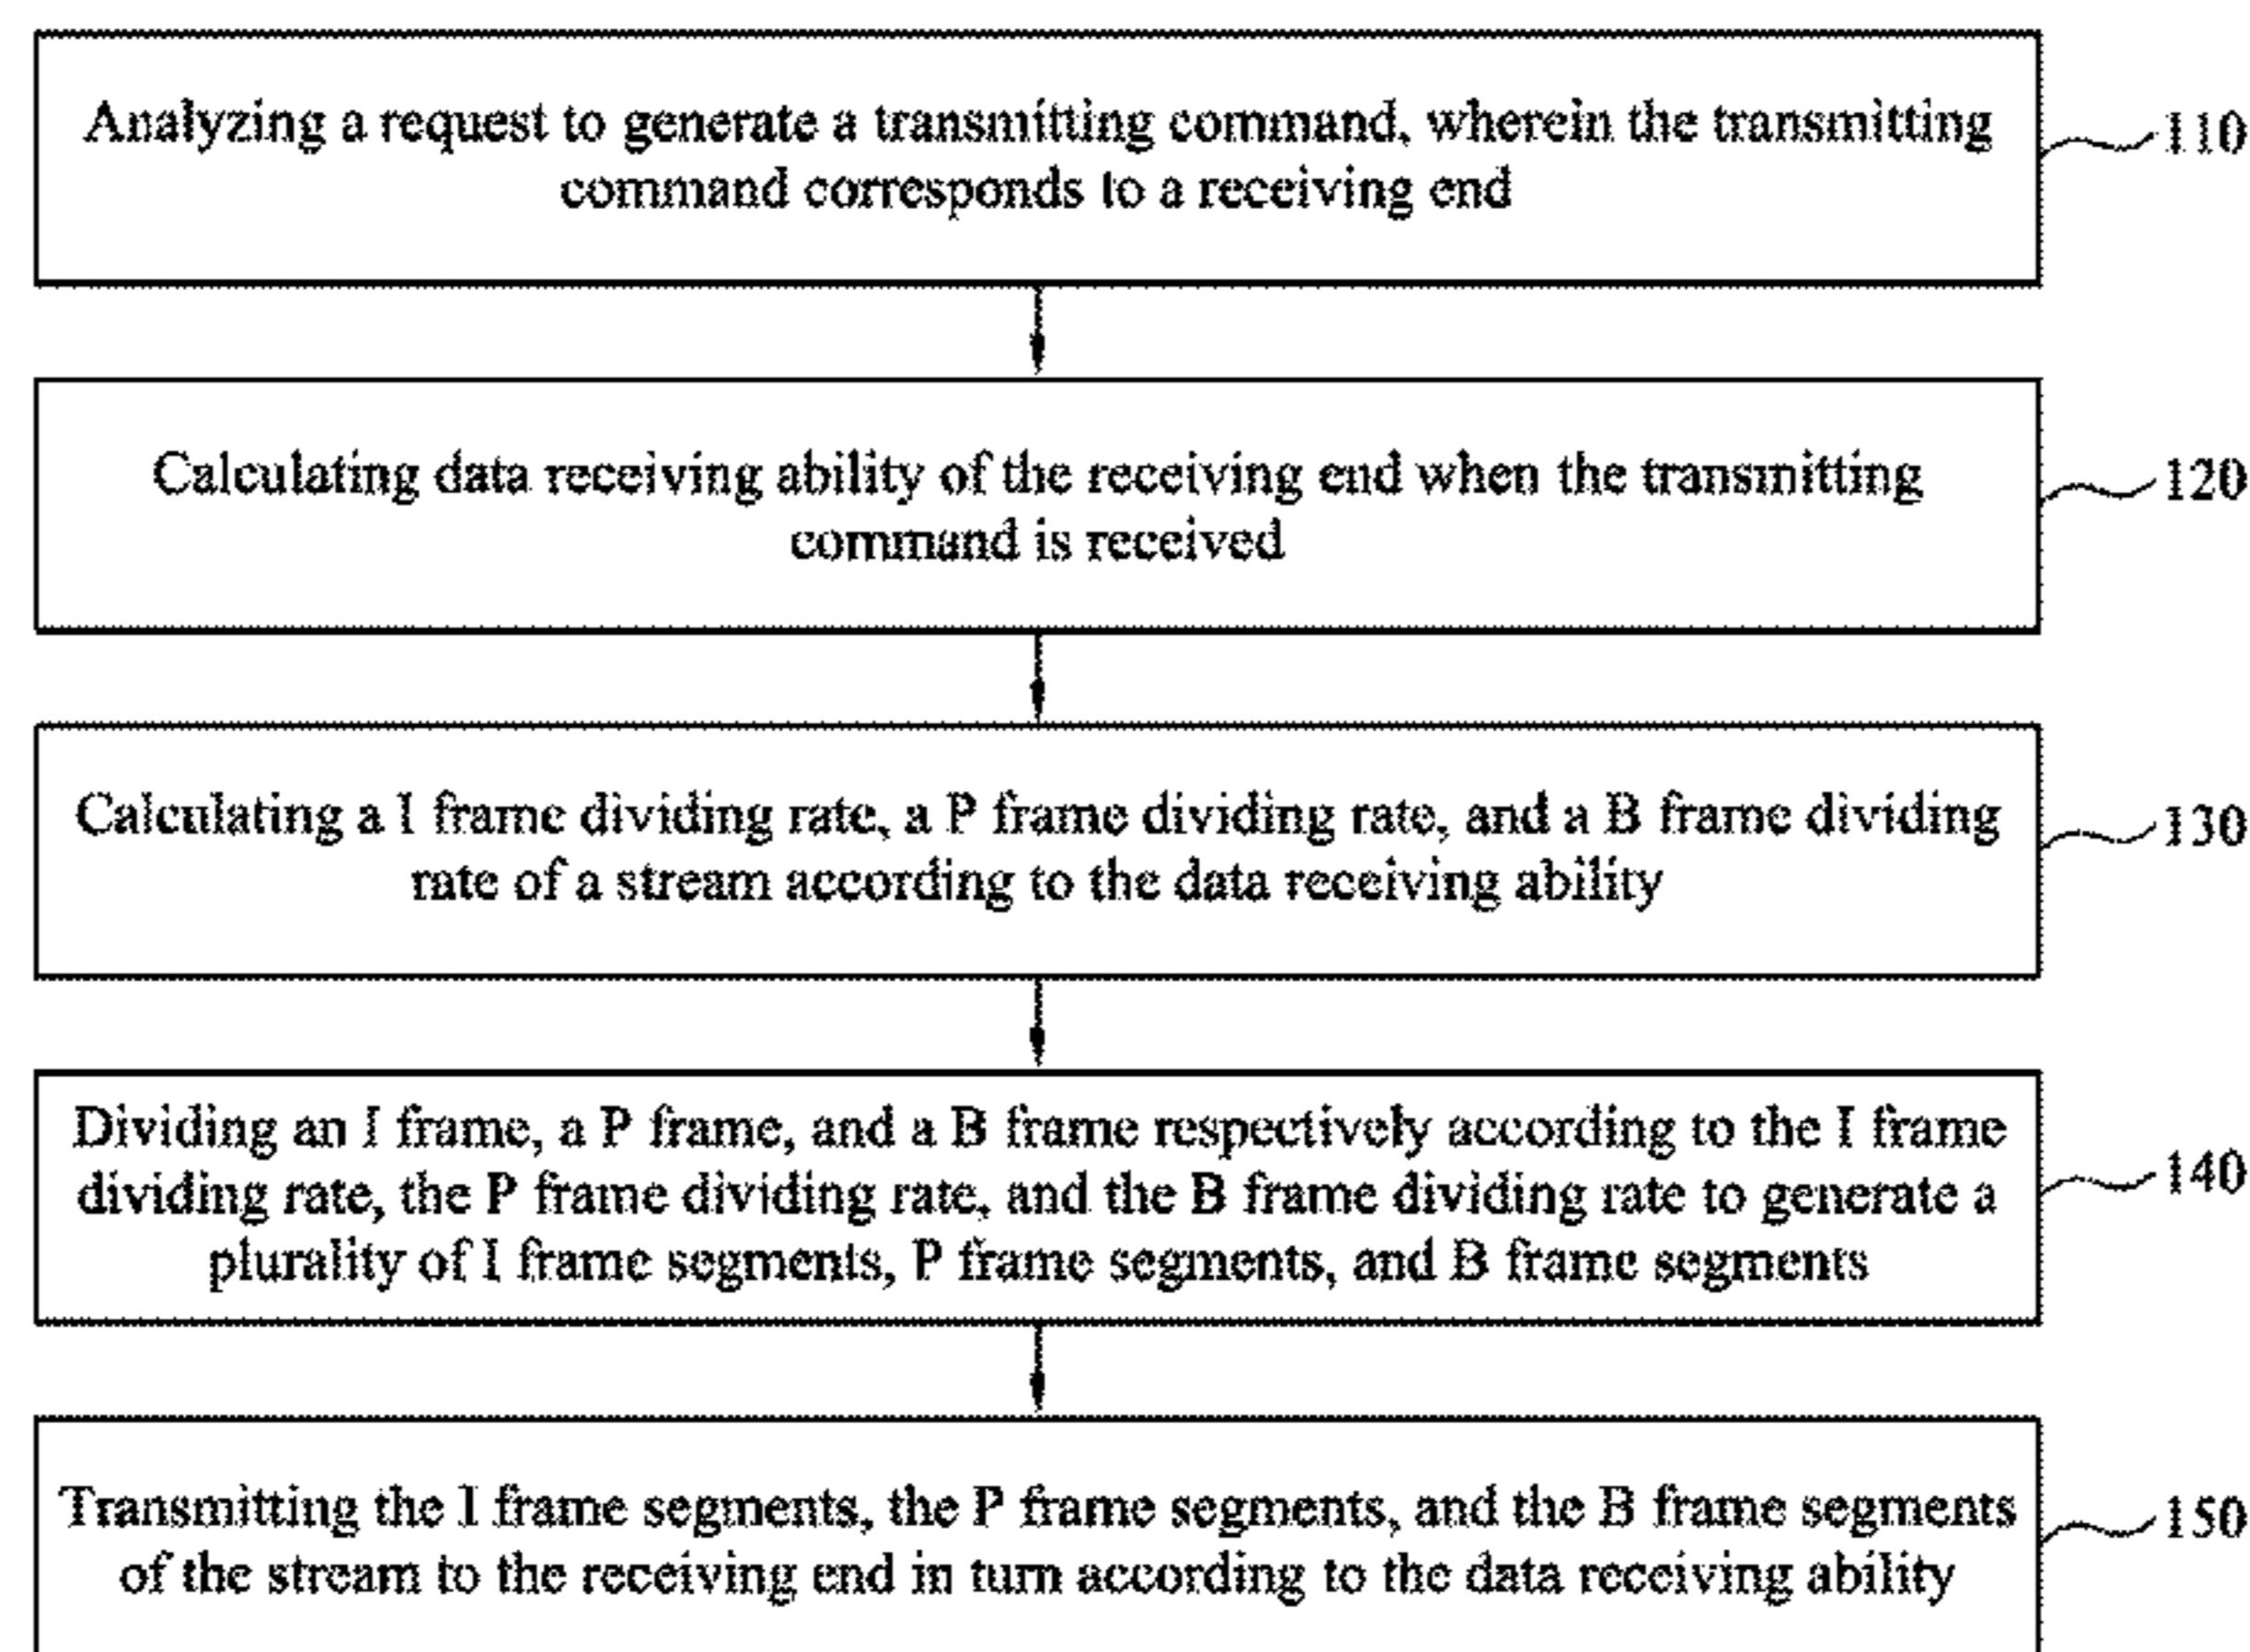 Analyzing a request to generate a transmitting command, wherein the transmitting
command corresponds to a receiving end
110
Calculating data receiving ability of the receiving end when the transmitting
command is received
120
Calculating a I frame dividing rate, a P frame dividing rate, and a B frame dividing
rate of a stream according to the data receiving ability
130
Dividing an I frame, a P frame, and a B frame respectively according to the I frame
dividing rate, the P frame dividing rate, and the B frame dividing rate to generate a
plurality of I frame segments, P frame segments, and B frame segments
140
Transmitting the I frame segments, the P frame segments, and the B frame segments
of the stream to the receiving end in turn according to the data receiving ability
150